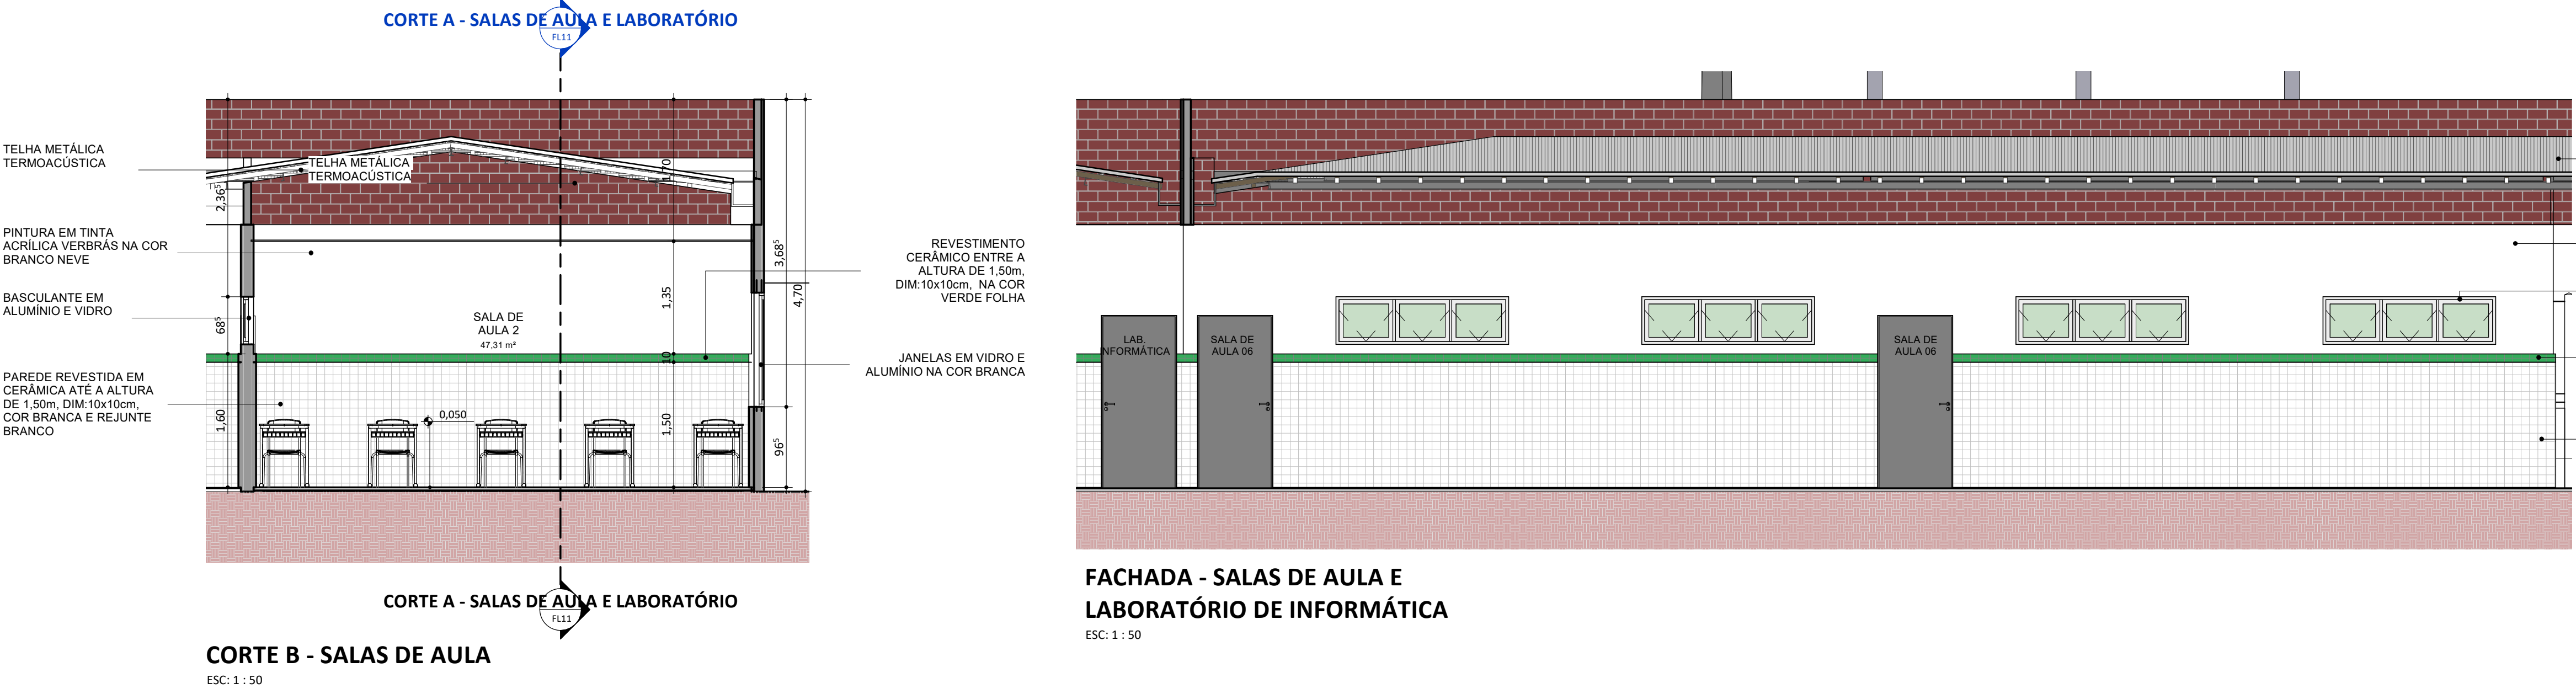 CORTE A - SALAS DE AULA E LABORATÓRIO
FL11
TELHA METÁLICA
TERMOACÚSTICA
TELHA METÁLICA
TERMOACÚSTICA
1,70
2,36⁵
PINTURA EM TINTA
ACRÍLICA VERBRÁS NA COR
BRANCO NEVE
BASCULANTE EM
ALUMÍNIO E VIDRO
68⁵
SALA DE
AULA 2
47,31 m²
1,35
3,68⁵
4,70
10
PAREDE REVESTIDA EM
CERÂMICA ATÉ A ALTURA
DE 1,50m, DIM:10x10cm,
COR BRANCA E REJUNTE
BRANCO
1,60
0,050
1,50
96⁵
REVESTIMENTO
CERÂMICO ENTRE A
ALTURA DE 1,50m,
DIM:10x10cm, NA COR
VERDE FOLHA
JANELAS EM VIDRO E
ALUMÍNIO NA COR BRANCA
CORTE A - SALAS DE AULA E LABORATÓRIO
FL11
CORTE B - SALAS DE AULA
ESC: 1 : 50
LAB.
INFORMÁTICA
SALA DE
AULA 06
SALA DE
AULA 06
FACHADA - SALAS DE AULA E
LABORATÓRIO DE INFORMÁTICA
ESC: 1 : 50